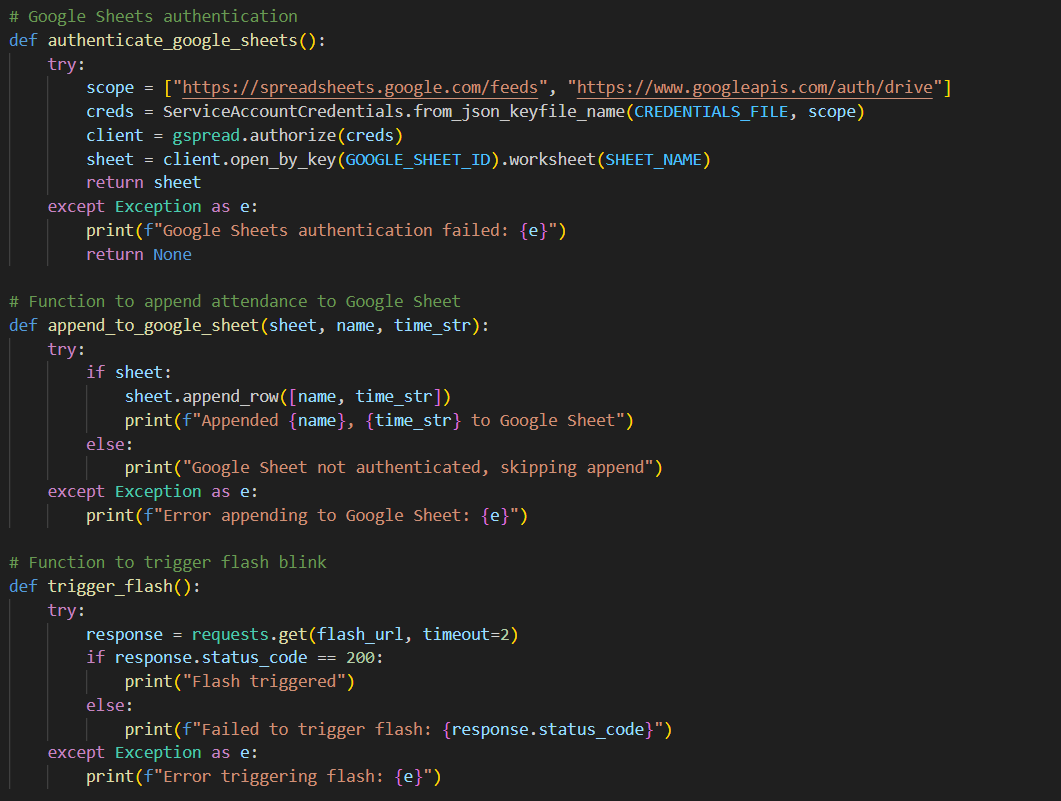 # Google Sheets authentication
def authenticate_google_sheets():
    try:
        scope = ["https://spreadsheets.google.com/feeds", "https://www.googleapis.com/auth/drive"]
        creds = ServiceAccountCredentials.from_json_keyfile_name(CREDENTIALS_FILE, scope)
        client = gspread.authorize(creds)
        sheet = client.open_by_key(GOOGLE_SHEET_ID).worksheet(SHEET_NAME)
        return sheet
    except Exception as e:
        print(f"Google Sheets authentication failed: {e}")
        return None

# Function to append attendance to Google Sheet
def append_to_google_sheet(sheet, name, time_str):
    try:
        if sheet:
            sheet.append_row([name, time_str])
            print(f"Appended {name}, {time_str} to Google Sheet")
        else:
            print("Google Sheet not authenticated, skipping append")
    except Exception as e:
        print(f"Error appending to Google Sheet: {e}")

# Function to trigger flash blink
def trigger_flash():
    try:
        response = requests.get(flash_url, timeout=2)
        if response.status_code == 200:
            print("Flash triggered")
        else:
            print(f"Failed to trigger flash: {response.status_code}")
    except Exception as e:
        print(f"Error triggering flash: {e}")